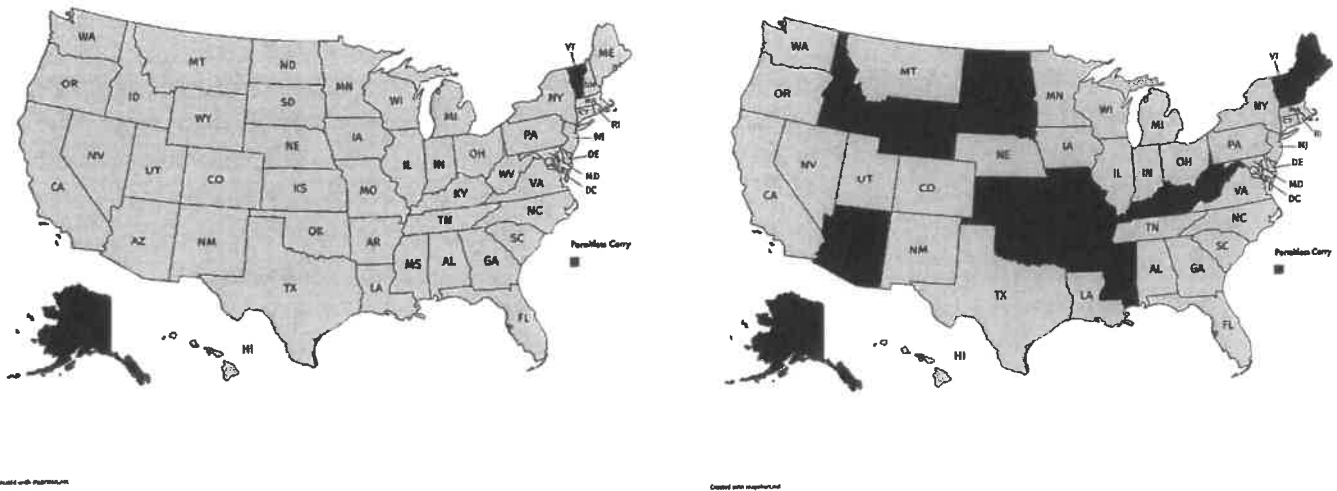 WA
MT
ND
MN
VT
ME
OR
ID
SD
WI
MI
NY
WY
IA
PA
RI
NE
NJ
NV
UT
CO
IL
IN
OH
DE
MD
DC
CA
KS
MO
KY
WV
VA
TN
NC
AZ
NM
OK
AR
SC
MS
AL
GA
TX
LA
FL
HI
Permitless Carry
WA
MT
MN
VT
OR
WI
MI
NY
RI
NE
IA
PA
NJ
NV
UT
CO
IL
IN
OH
DE
MD
DC
CA
VA
TN
NC
NM
SC
AL
GA
TX
LA
FL
HI
Permitless Carry
Created with mapchart.net